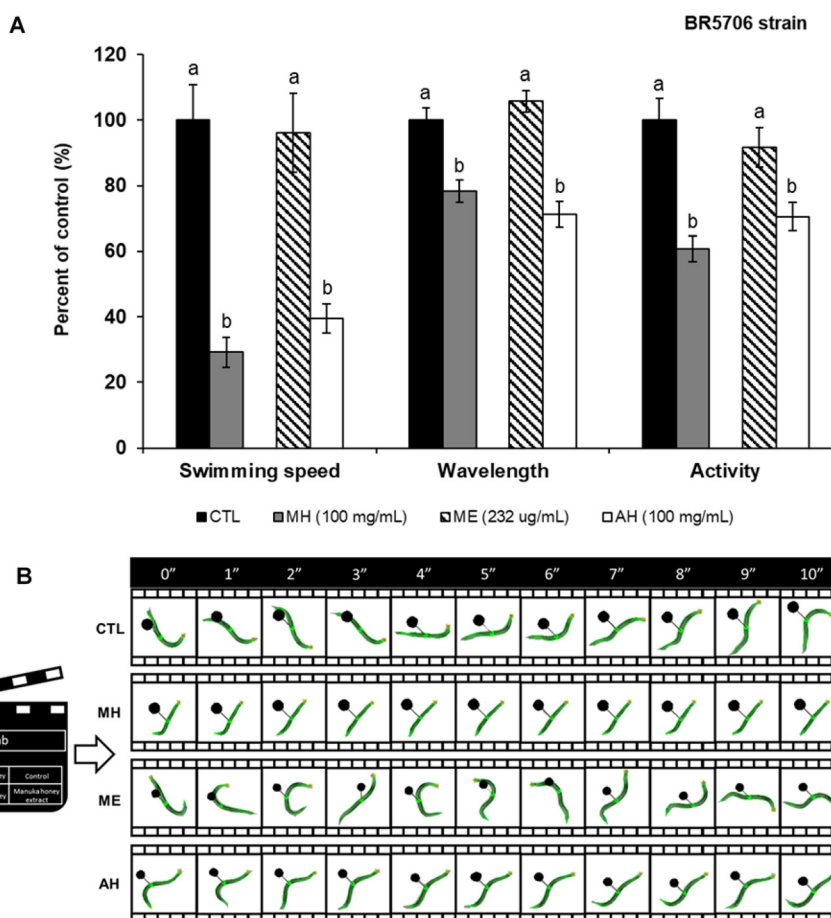 A
BR5706 strain
Percent of control (%)
120
100
80
60
40
20
0
a
b
a
b
a
b
a
b
a
b
a
b
Swimming speed
Wavelength
Activity
CTL
MH (100 mg/mL)
ME (232 ug/mL)
AH (100 mg/mL)
B
0” 1” 2” 3” 4” 5” 6” 7” 8” 9” 10”
CTL
MH
ME
AH
Control
Manuka honey
extract